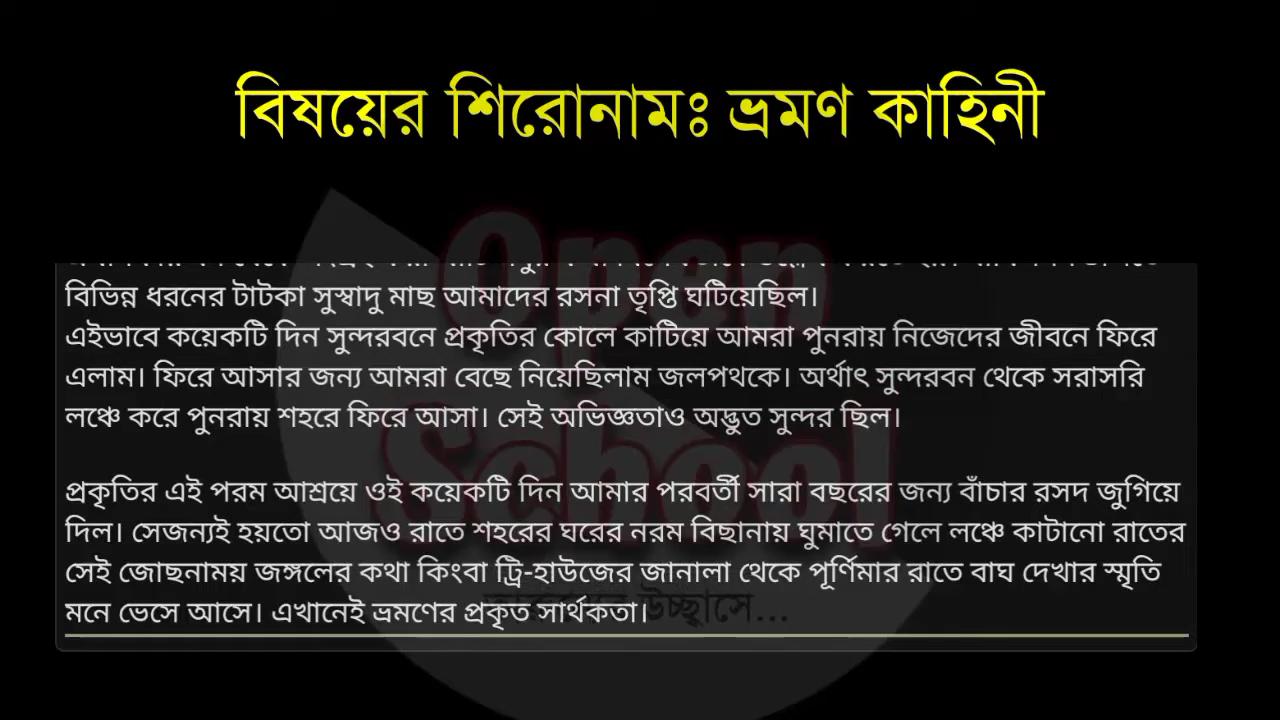 বিষয়ের শিরোনামঃ ভ্রমণ কাহিনী
Open
School
বিভিন্ন ধরনের টাটকা সুস্বাদু মাছ আমাদের রসনা তৃপ্তি ঘটিয়েছিল।
এইভাবে কয়েকটি দিন সুন্দরবনে প্রকৃতির কোলে কাটিয়ে আমরা পুনরায় নিজেদের জীবনে ফিরে
এলাম। ফিরে আসার জন্য আমরা বেছে নিয়েছিলাম জলপথকে। অর্থাৎ সুন্দরবন থেকে সরাসরি
লঞ্চে করে পুনরায় শহরে ফিরে আসা। সেই অভিজ্ঞতাও অদ্ভুত সুন্দর ছিল।
প্রকৃতির এই পরম আশ্রয়ে ওই কয়েকটি দিন আমার পরবর্তী সারা বছরের জন্য বাঁচার রসদ জুগিয়ে
দিল। সেজন্যই হয়তো আজও রাতে শহরের ঘরের নরম বিছানায় ঘুমাতে গেলে লঞ্চে কাটানো রাতের
সেই জোছনাময় জঙ্গলের কথা কিংবা ট্রি-হাউজের জানালা থেকে পূর্ণিমার রাতে বাঘ দেখার স্মৃতি
মনে ভেসে আসে। এখানেই ভ্রমণের প্রকৃত সার্থকতা।
উচ্ছ্বাসে...